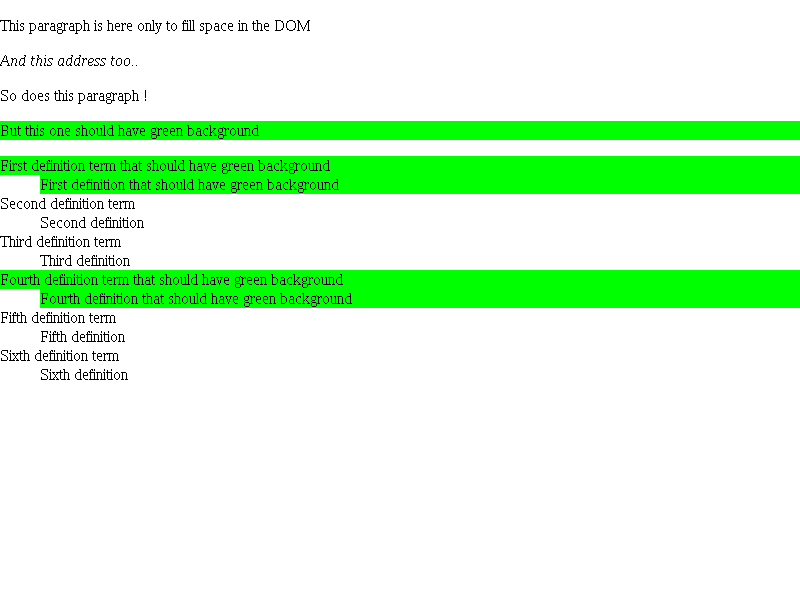 This paragraph is here only to fill space in the DOM
And this address too..
So does this paragraph !
But this one should have green background
First definition term that should have green background
First definition that should have green background
Second definition term
Second definition
Third definition term
Third definition
Fourth definition term that should have green background
Fourth definition that should have green background
Fifth definition term
Fifth definition
Sixth definition term
Sixth definition